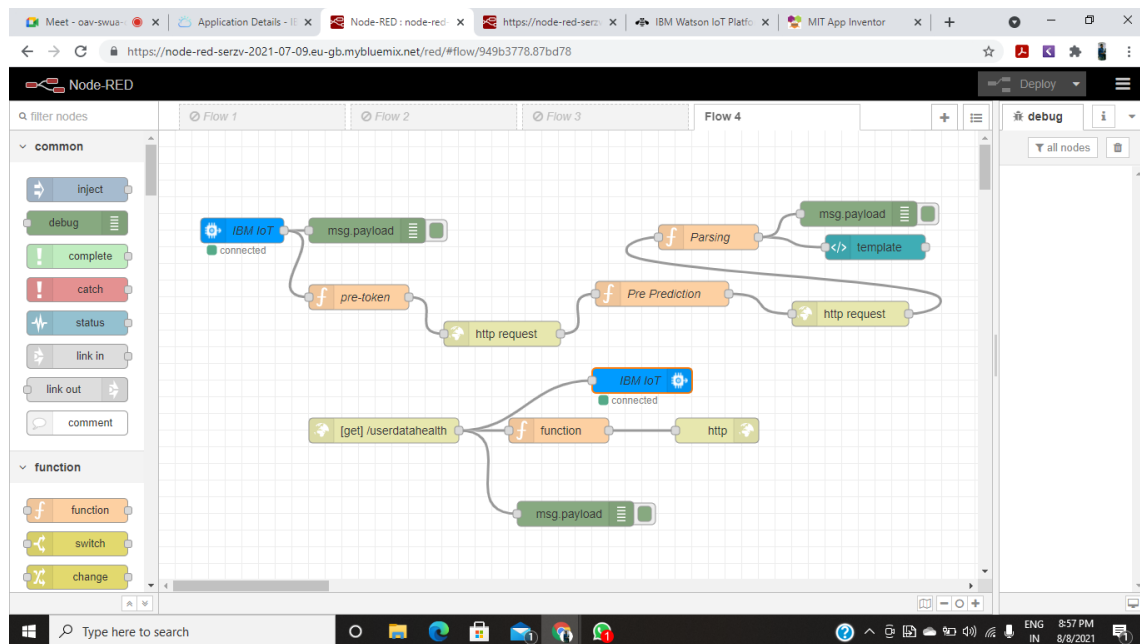 Meet - oav-swua-
Application Details - IE
Node-RED : node-red-
https://node-red-serzv
IBM Watson IoT Platfo
MIT App Inventor
https://node-red-serzv-2021-07-09.eu-gb.mybluemix.net/red/#flow/949b3778.87bd78
Node-RED
Deploy
filter nodes
Flow 1
Flow 2
Flow 3
Flow 4
debug
i
all nodes
common
inject
debug
complete
catch
status
link in
link out
comment
function
function
switch
change
IBM IoT
connected
msg.payload
pre-token
http request
Pre Prediction
http request
Parsing
msg.payload
template
IBM IoT
connected
[get] /userdatahealth
function
http
msg.payload
Type here to search
ENG
IN
8:57 PM
8/8/2021